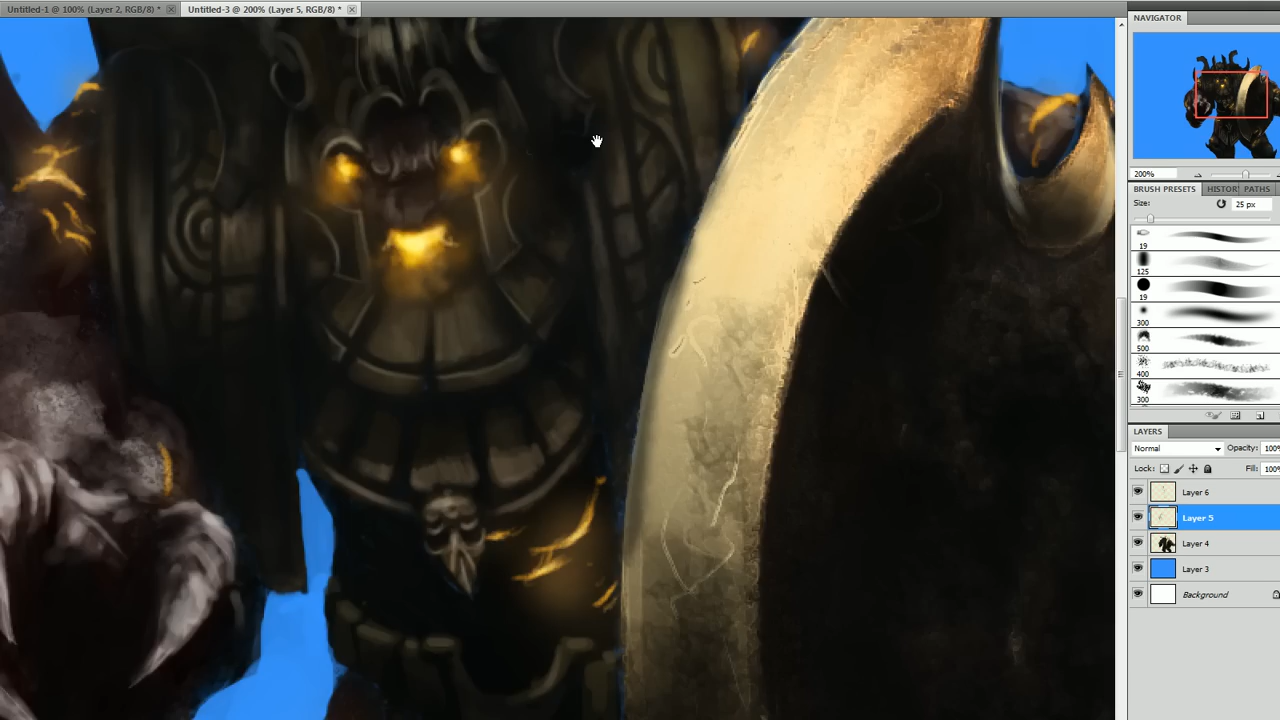 Untitled-1 @ 100% (Layer 2, RGB/8) *
Untitled-3 @ 200% (Layer 5, RGB/8) *
NAVIGATOR
200%
BRUSH PRESETS
HISTOR
PATHS
Size:
25 px
19
125
19
300
500
400
300
LAYERS
Normal
Opacity:
100%
Lock:
Fill:
100%
Layer 6
Layer 5
Layer 4
Layer 3
Background